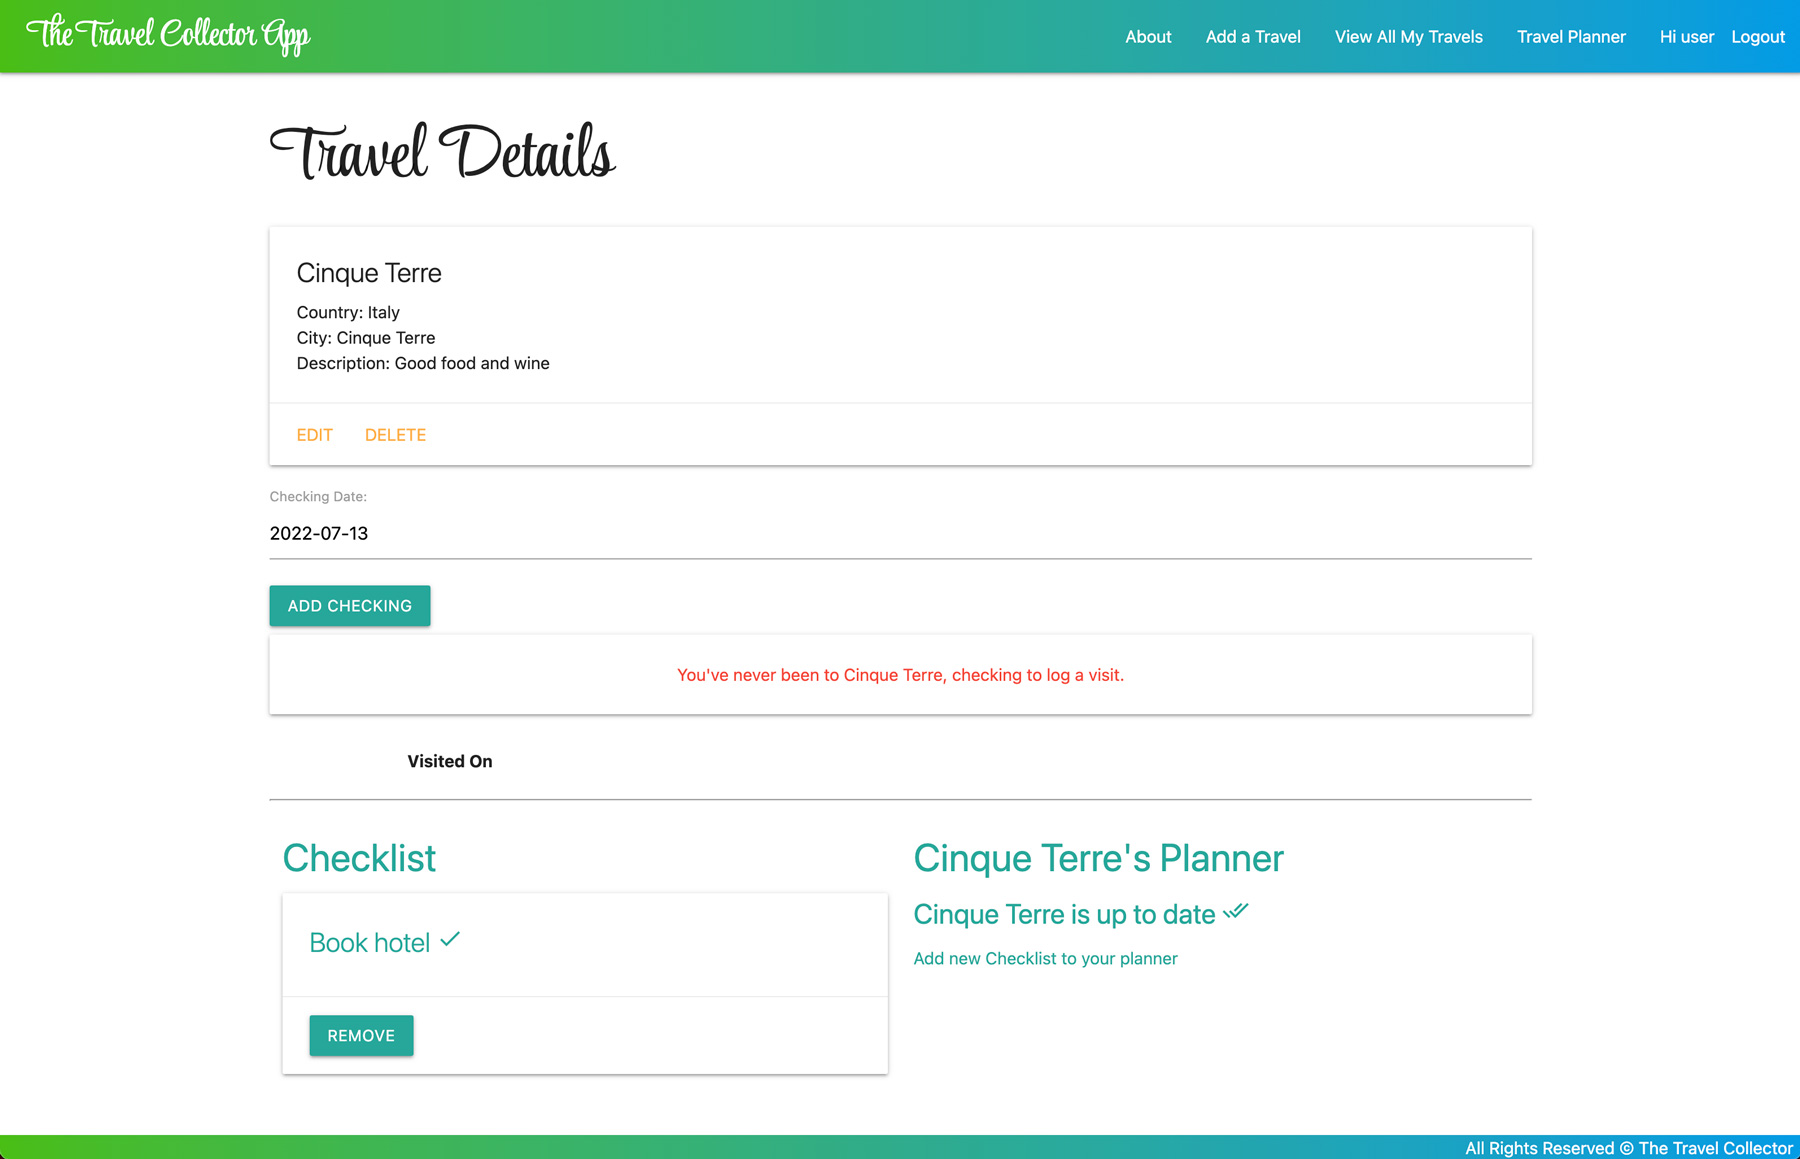 The Travel Collector App
About Add a Travel View All My Travels Travel Planner Hi user Logout
Travel Details
Cinque Terre
Country: Italy
City: Cinque Terre
Description: Good food and wine
EDIT DELETE
Checking Date:
2022-07-13
ADD CHECKING
You've never been to Cinque Terre, checking to log a visit.
Visited On
Checklist
Book hotel
REMOVE
Cinque Terre's Planner
Cinque Terre is up to date
Add new Checklist to your planner
All Rights Reserved © The Travel Collector